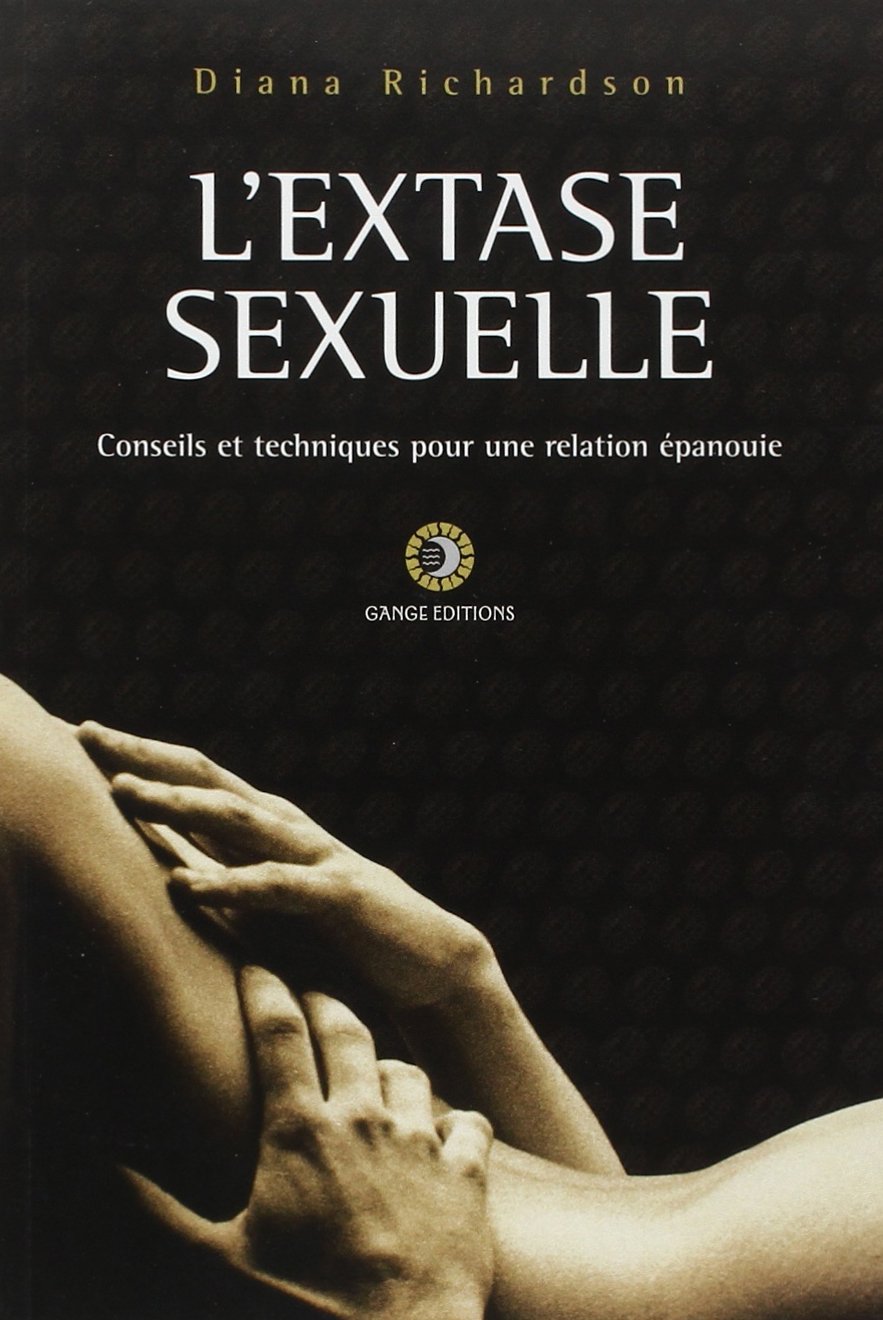 Diana Richardson
L'EXTASE
SEXUELLE
Conseils et techniques pour une relation épanouie
GANGE EDITIONS